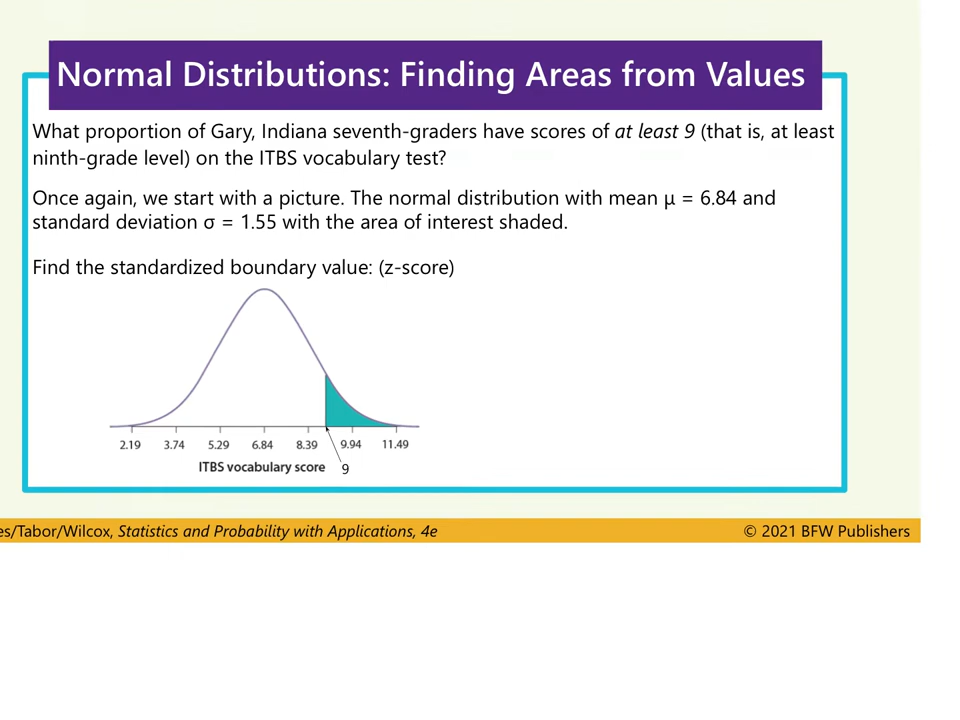 Normal Distributions: Finding Areas from Values
What proportion of Gary, Indiana seventh-graders have scores of at least 9 (that is, at least
ninth-grade level) on the ITBS vocabulary test?
Once again, we start with a picture. The normal distribution with mean μ = 6.84 and
standard deviation σ = 1.55 with the area of interest shaded.
Find the standardized boundary value: (z-score)
2.19 3.74 5.29 6.84 8.39 9.94 11.49
ITBS vocabulary score 9
es/Tabor/Wilcox, Statistics and Probability with Applications, 4e © 2021 BFW Publishers